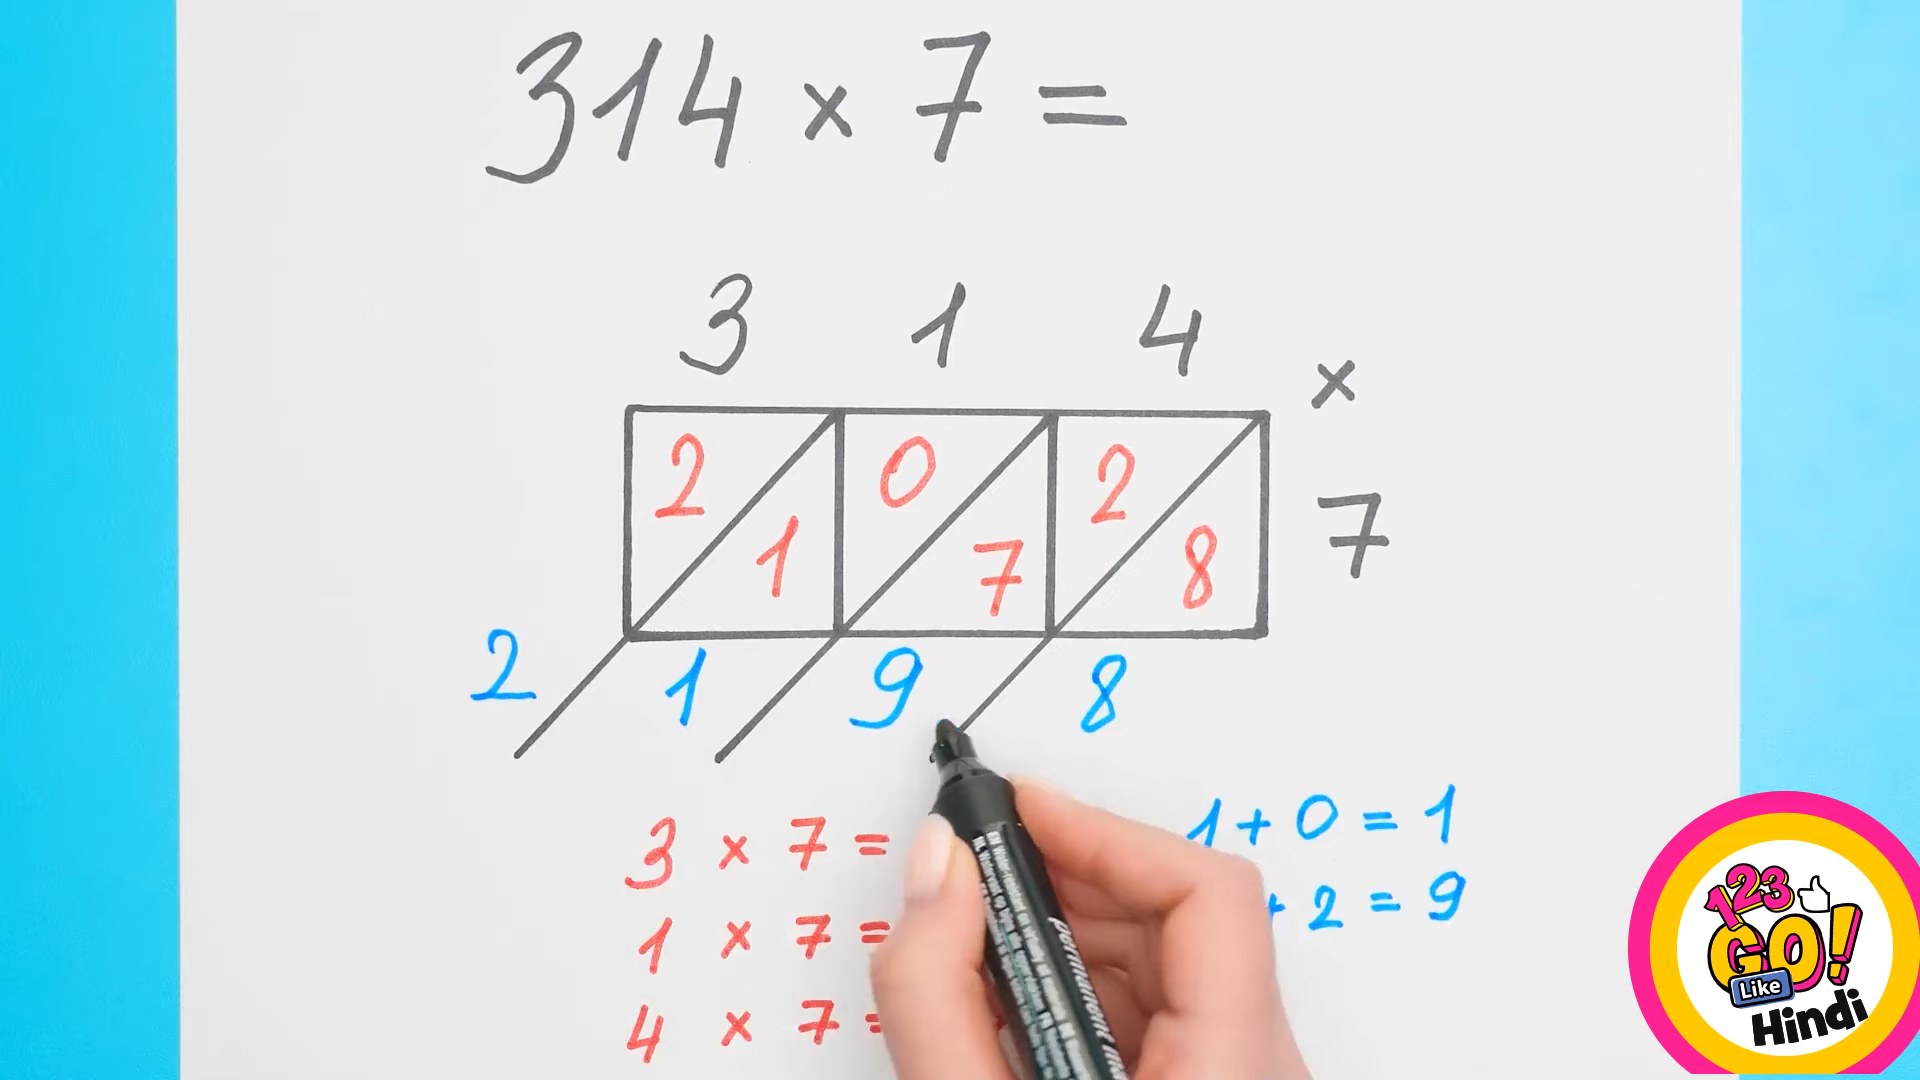 314 × 7 =
3 1 4 ×
2 0 2
1 7 8
7
2 1 9 8
3 × 7 =
1 × 7 =
4 × 7 =
1 + 0 = 1
+ 2 = 9
permanent
123
GO!
Like
Hindi